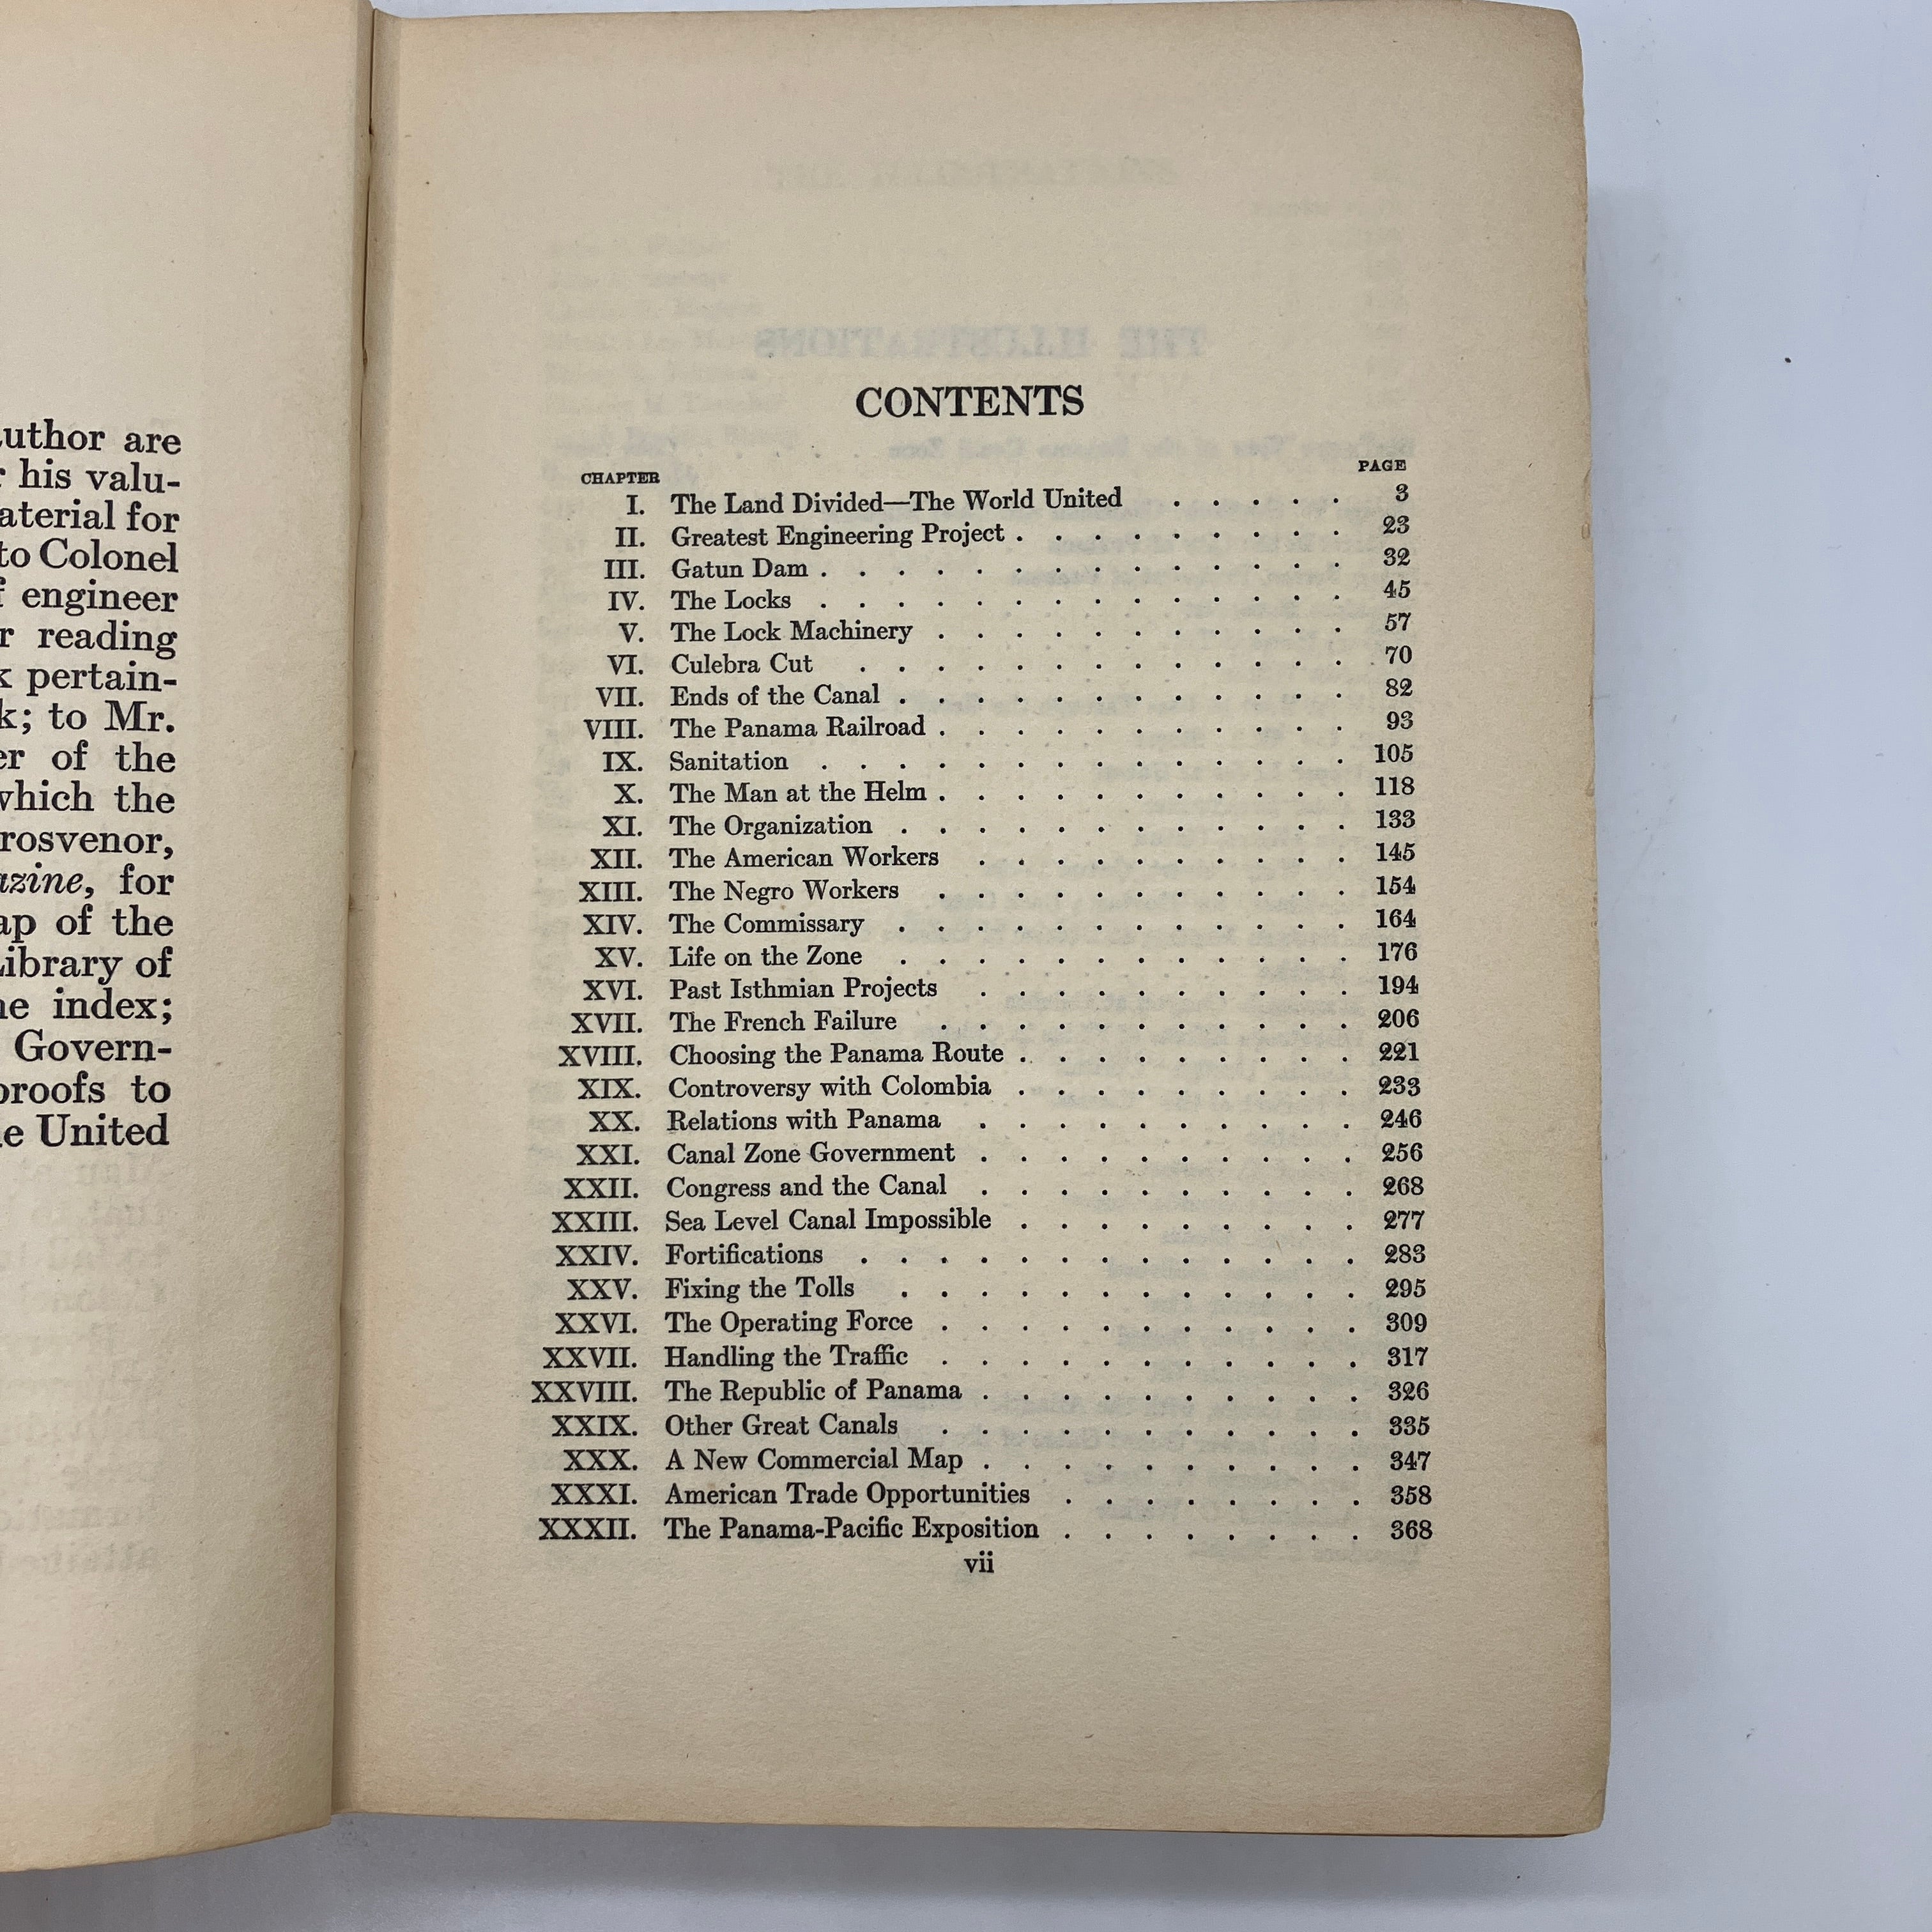 uthor are
his valu-
aterial for
to Colonel
engineer
r reading
k pertain-
k; to Mr.
er of the
which the
rosvenor,
azine, for
ap of the
Library of
ne index;
Govern-
proofs to
e United
CONTENTS
CHAPTER PAGE
I. The Land Divided—The World United . . . . . 3
II. Greatest Engineering Project . . . . . . . . . 23
III. Gatun Dam . . . . . . . . . . . . . . 32
IV. The Locks . . . . . . . . . . . . . . 45
V. The Lock Machinery . . . . . . . . . . . 57
VI. Culebra Cut . . . . . . . . . . . . . 70
VII. Ends of the Canal . . . . . . . . . . . . 82
VIII. The Panama Railroad . . . . . . . . . . . 93
IX. Sanitation . . . . . . . . . . . . . . 105
X. The Man at the Helm . . . . . . . . . . . 118
XI. The Organization . . . . . . . . . . . . 133
XII. The American Workers . . . . . . . . . . 145
XIII. The Negro Workers . . . . . . . . . . . 154
XIV. The Commissary . . . . . . . . . . . . 164
XV. Life on the Zone . . . . . . . . . . . . 176
XVI. Past Isthmian Projects . . . . . . . . . . 194
XVII. The French Failure . . . . . . . . . . . 206
XVIII. Choosing the Panama Route . . . . . . . . . 221
XIX. Controversy with Colombia . . . . . . . . . 233
XX. Relations with Panama . . . . . . . . . . 246
XXI. Canal Zone Government . . . . . . . . . . 256
XXII. Congress and the Canal . . . . . . . . . . 268
XXIII. Sea Level Canal Impossible . . . . . . . . . 277
XXIV. Fortifications . . . . . . . . . . . . . 283
XXV. Fixing the Tolls . . . . . . . . . . . . 295
XXVI. The Operating Force . . . . . . . . . . . 309
XXVII. Handling the Traffic . . . . . . . . . . . 317
XXVIII. The Republic of Panama . . . . . . . . . . 326
XXIX. Other Great Canals . . . . . . . . . . . 335
XXX. A New Commercial Map . . . . . . . . . . 347
XXXI. American Trade Opportunities . . . . . . . . 358
XXXII. The Panama-Pacific Exposition . . . . . . . . 368
vii